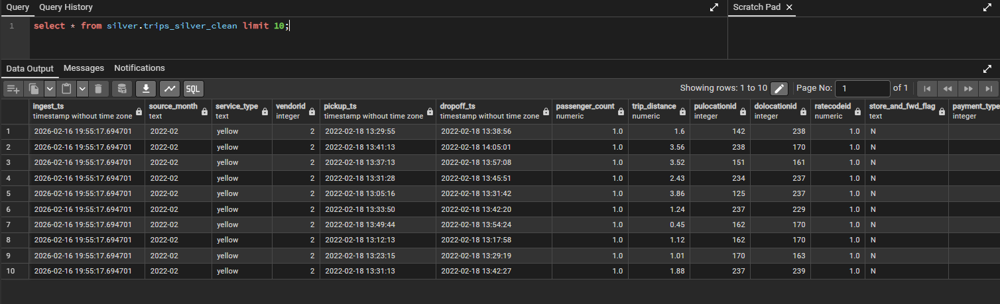 Query Query History
Scratch Pad
1 select * from silver.trips_silver_clean limit 10;
Data Output Messages Notifications
SQL Showing rows: 1 to 10 Page No: 1 of 1
ingest_ts source_month service_type vendorid pickup_ts dropoff_ts passenger_count trip_distance pulocationid dolocationid ratecodeid store_and_fwd_flag payment_type
timestamp without time zone text text integer timestamp without time zone timestamp without time zone numeric numeric integer integer numeric text integer
1 2026-02-16 19:55:17.694701 2022-02 yellow 2 2022-02-18 13:29:55 2022-02-18 13:38:56 1.0 1.6 142 238 1.0 N
2 2026-02-16 19:55:17.694701 2022-02 yellow 2 2022-02-18 13:41:13 2022-02-18 14:05:01 1.0 3.56 238 170 1.0 N
3 2026-02-16 19:55:17.694701 2022-02 yellow 2 2022-02-18 13:37:13 2022-02-18 13:57:08 1.0 3.52 151 161 1.0 N
4 2026-02-16 19:55:17.694701 2022-02 yellow 2 2022-02-18 13:31:28 2022-02-18 13:45:51 1.0 2.43 234 237 1.0 N
5 2026-02-16 19:55:17.694701 2022-02 yellow 2 2022-02-18 13:05:16 2022-02-18 13:31:42 1.0 3.86 125 237 1.0 N
6 2026-02-16 19:55:17.694701 2022-02 yellow 2 2022-02-18 13:33:50 2022-02-18 13:42:20 1.0 1.24 237 229 1.0 N
7 2026-02-16 19:55:17.694701 2022-02 yellow 2 2022-02-18 13:49:44 2022-02-18 13:54:24 1.0 0.45 162 170 1.0 N
8 2026-02-16 19:55:17.694701 2022-02 yellow 2 2022-02-18 13:12:13 2022-02-18 13:17:58 1.0 1.12 162 170 1.0 N
9 2026-02-16 19:55:17.694701 2022-02 yellow 2 2022-02-18 13:23:15 2022-02-18 13:29:19 1.0 1.01 170 163 1.0 N
10 2026-02-16 19:55:17.694701 2022-02 yellow 2 2022-02-18 13:31:13 2022-02-18 13:42:27 1.0 1.88 237 239 1.0 N